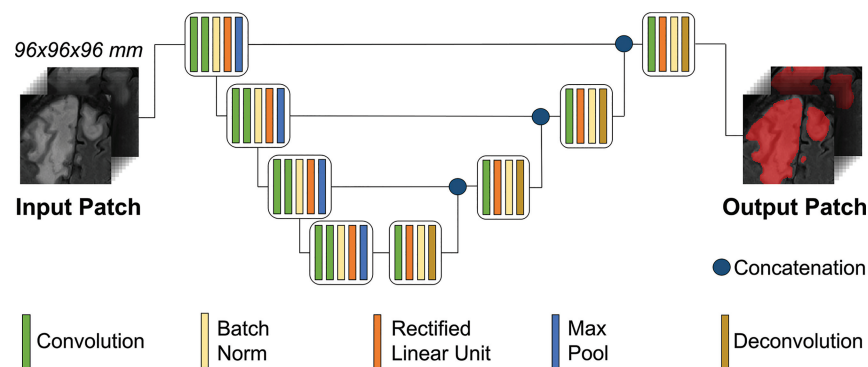 96x96x96 mm
Input Patch
Output Patch
Concatenation
Convolution
Batch
Norm
Rectified
Linear Unit
Max
Pool
Deconvolution